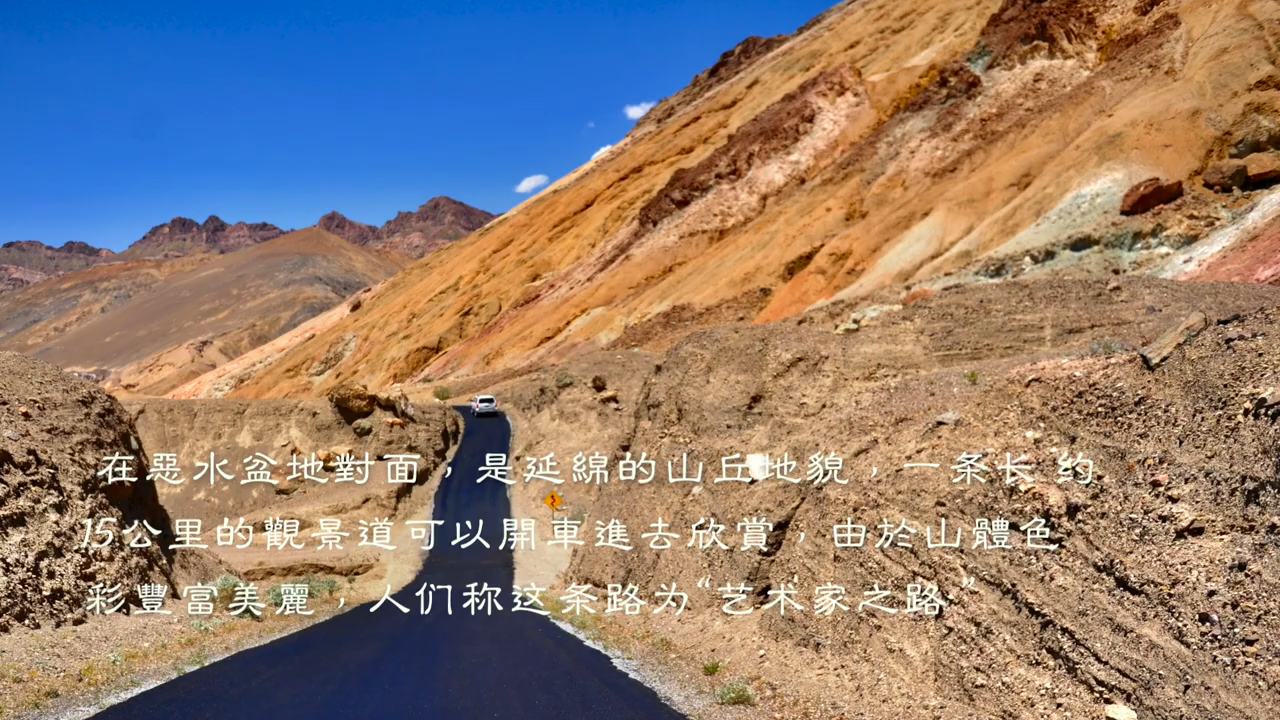 在惡水盆地對面，是延綿的山丘地貌，一条长 约
15公里的觀景道可以開車進去欣賞，由於山體色
彩豐富美麗，人们称这条路为“艺术家之路 ”